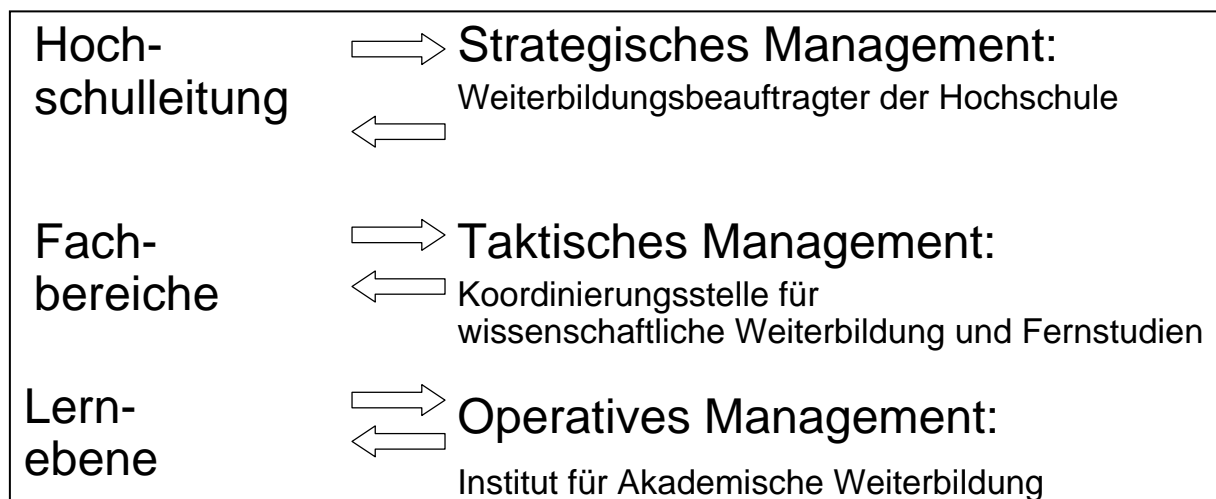 Hoch-
schulleitung
Strategisches Management:
Weiterbildungsbeauftragter der Hochschule
Fach-
bereiche
Taktisches Management:
Koordinierungsstelle für
wissenschaftliche Weiterbildung und Fernstudien
Lern-
ebene
Operatives Management:
Institut für Akademische Weiterbildung